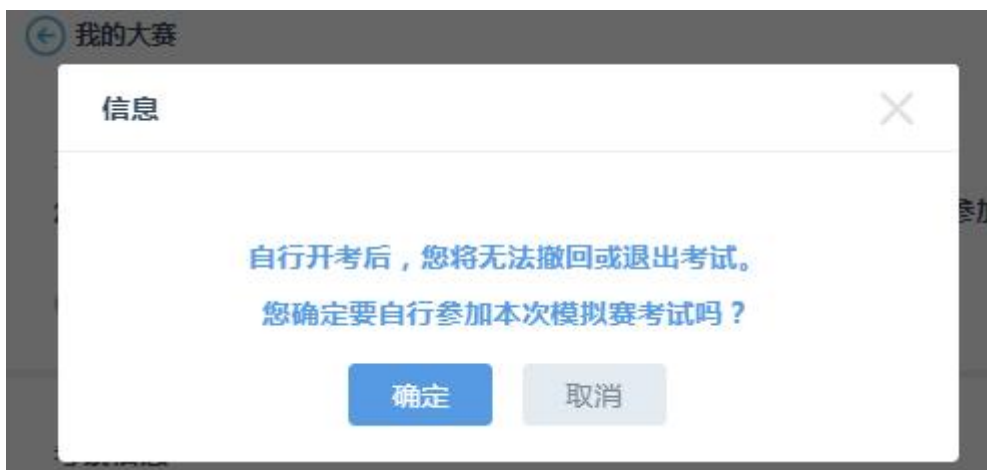 我的大赛
信息
自行开考后，您将无法撤回或退出考试。
您确定要自行参加本次模拟赛考试吗？
确定
取消